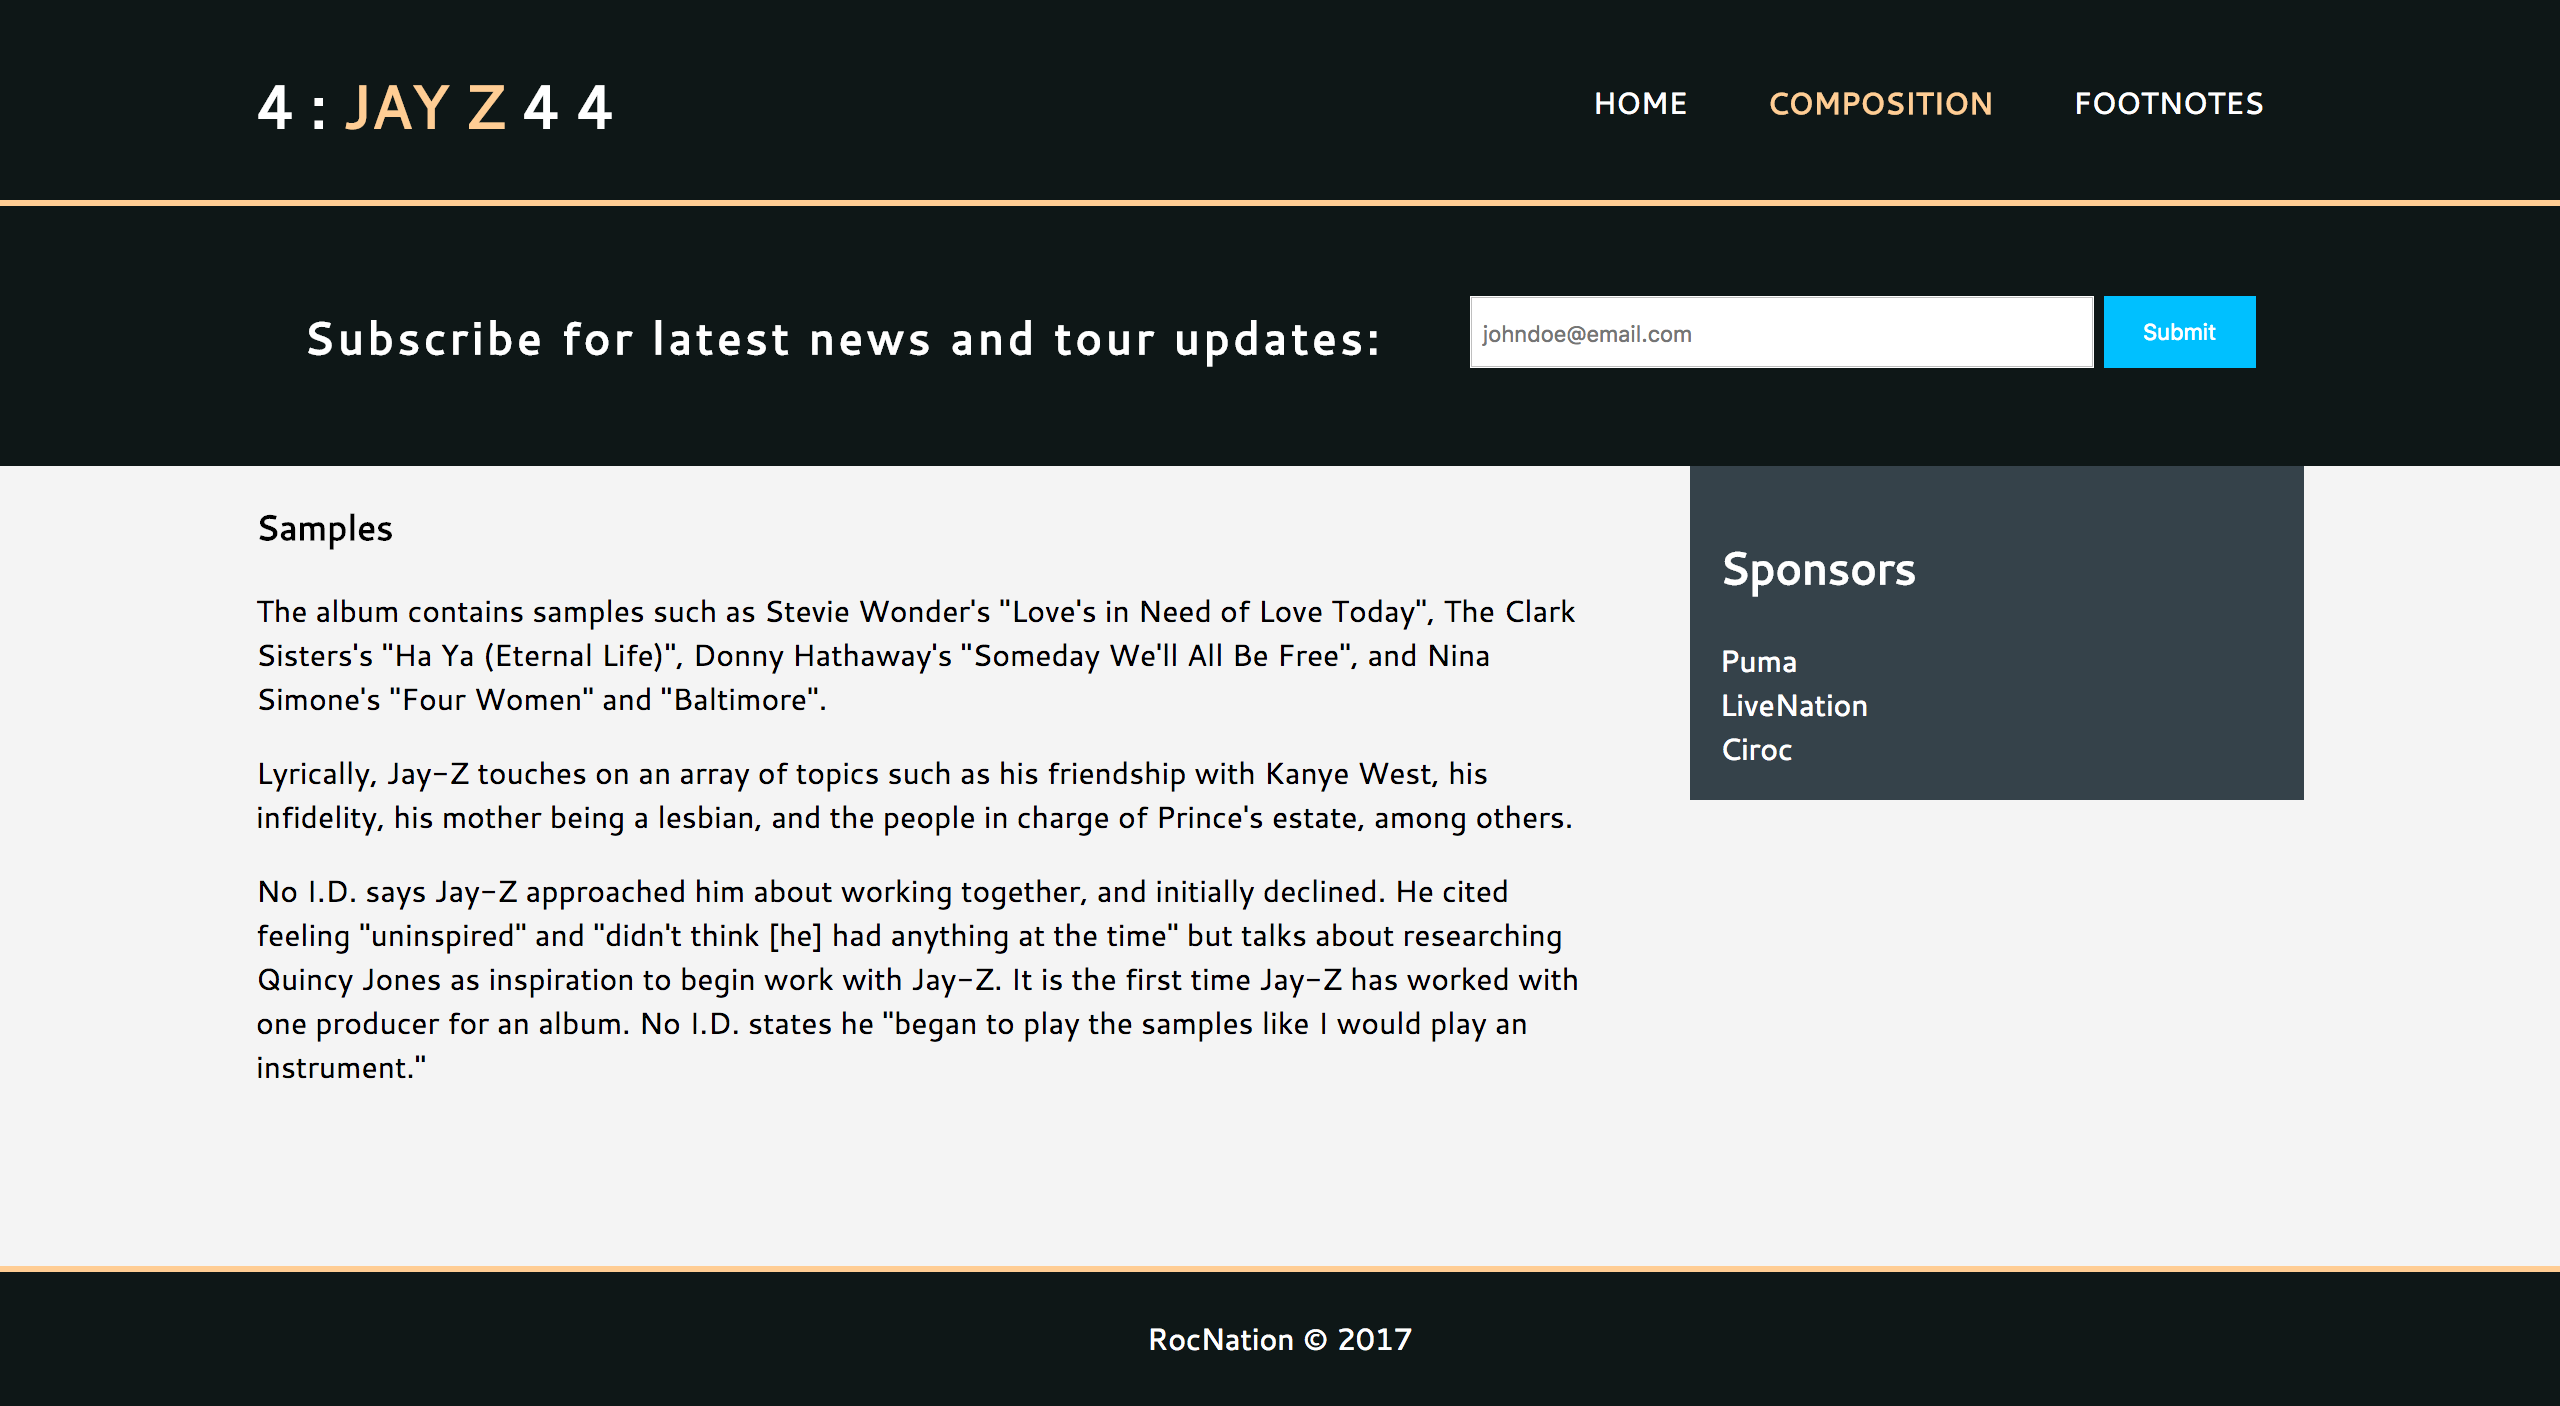 4 : JAY Z 4 4
HOME COMPOSITION FOOTNOTES
Subscribe for latest news and tour updates:
johndoe@email.com
Submit
Samples
The album contains samples such as Stevie Wonder's "Love's in Need of Love Today", The Clark
Sisters's "Ha Ya (Eternal Life)", Donny Hathaway's "Someday We'll All Be Free", and Nina
Simone's "Four Women" and "Baltimore".
Lyrically, Jay-Z touches on an array of topics such as his friendship with Kanye West, his
infidelity, his mother being a lesbian, and the people in charge of Prince's estate, among others.
No I.D. says Jay-Z approached him about working together, and initially declined. He cited
feeling "uninspired" and "didn't think [he] had anything at the time" but talks about researching
Quincy Jones as inspiration to begin work with Jay-Z. It is the first time Jay-Z has worked with
one producer for an album. No I.D. states he "began to play the samples like I would play an
instrument."
Sponsors
Puma
LiveNation
Ciroc
RocNation © 2017